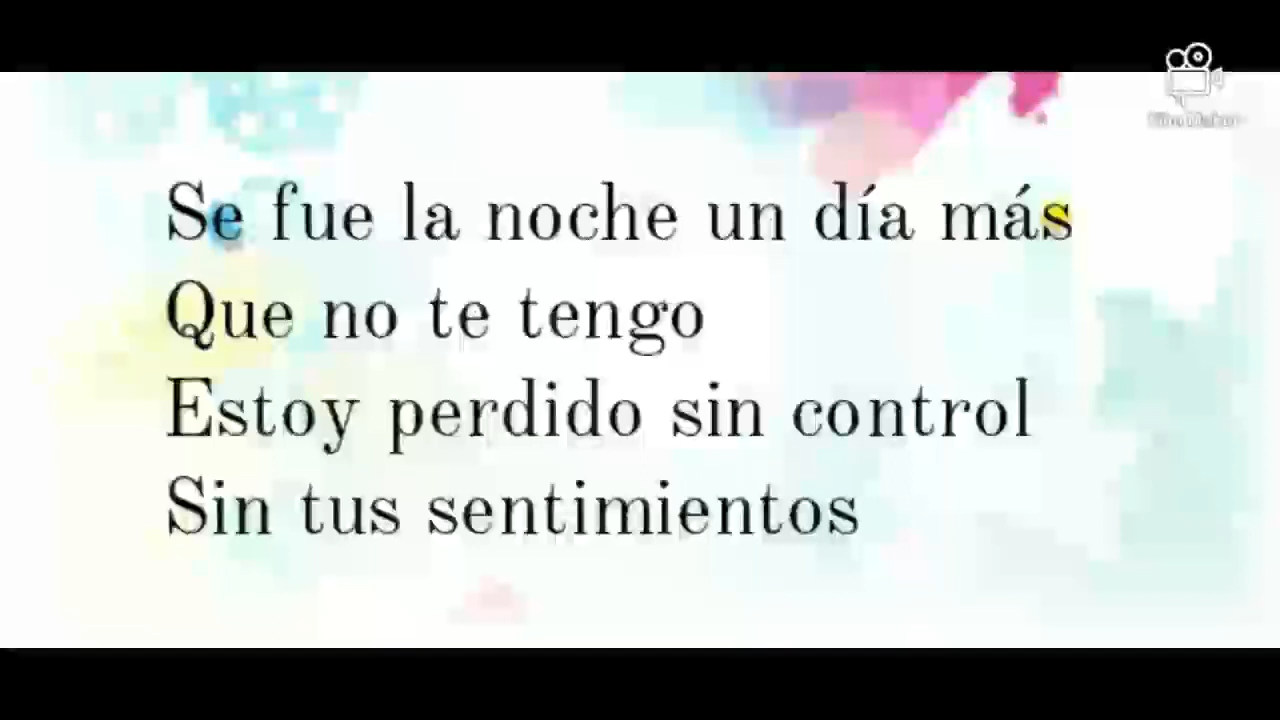 Se fue la noche un día más
Que no te tengo
Estoy perdido sin control
Sin tus sentimientos